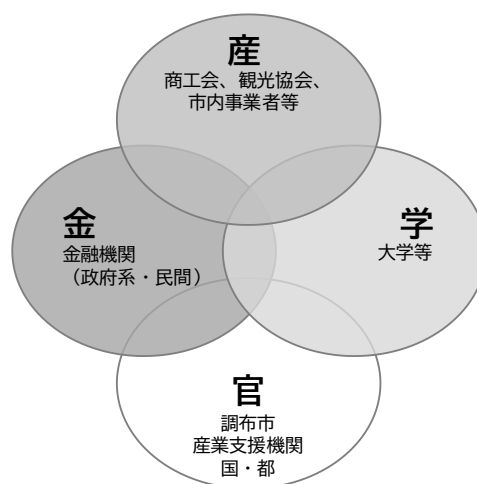 産
商工会、観光協会、
市内事業者等
金
金融機関
（政府系・民間）
学
大学等
官
調布市
産業支援機関
国・都